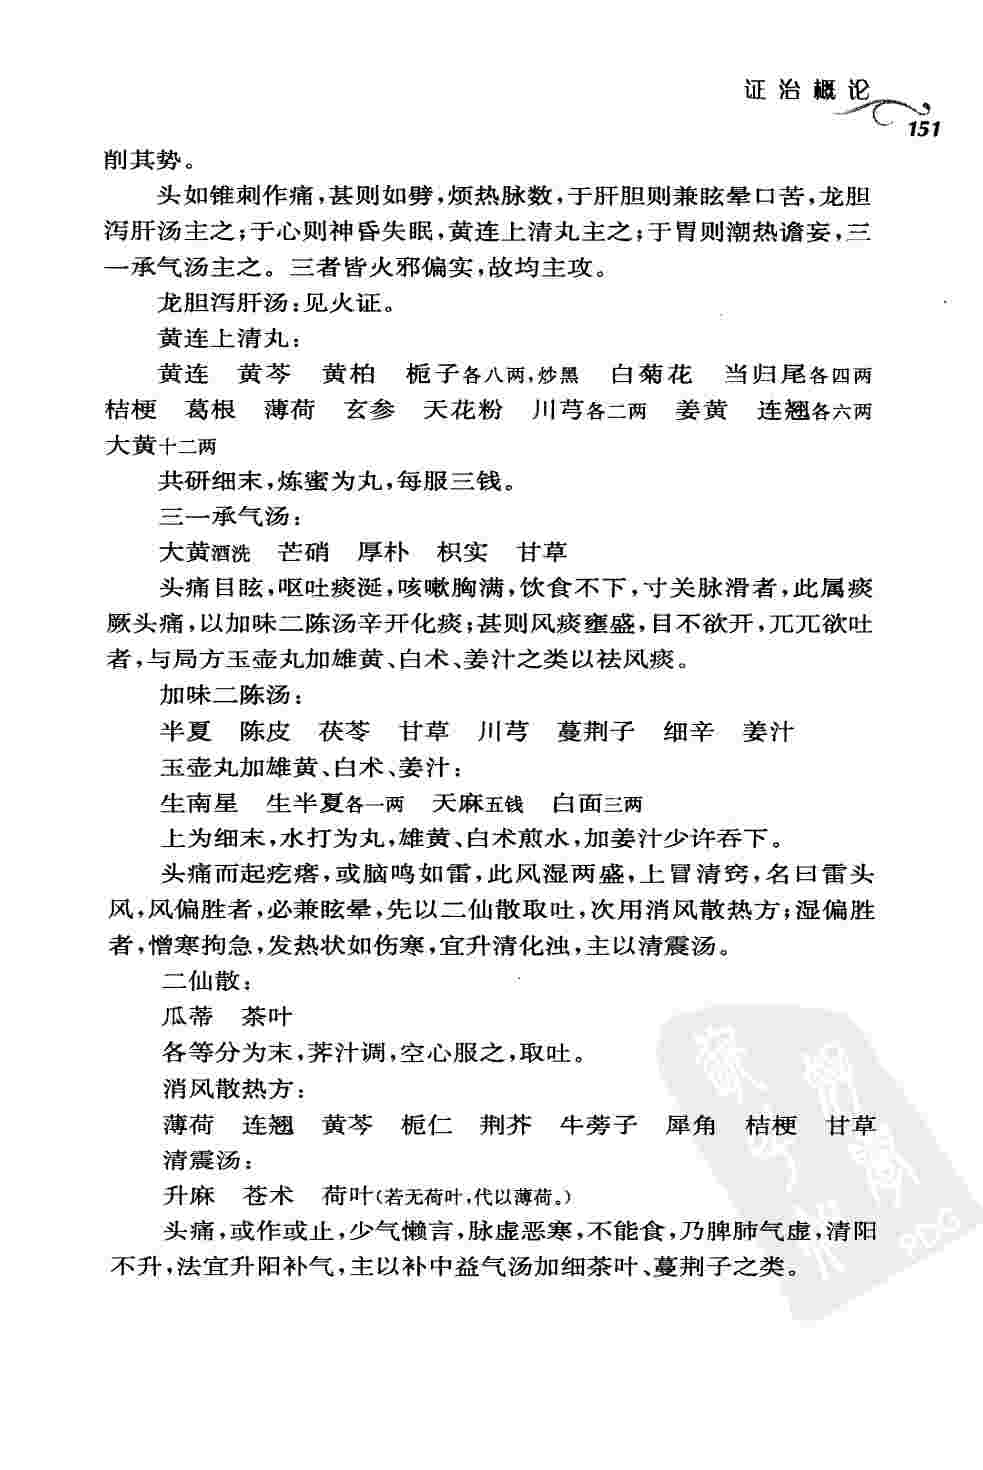 证治概论
151
削其势。
头如锥刺作痛,甚则如劈,烦热脉数,于肝胆则兼眩晕口苦,龙胆
泻肝汤主之;于心则神昏失眠,黄连上清丸主之;于胃则潮热谵妄,三
一承气汤主之。三者皆火邪偏实,故均主攻。
龙胆泻肝汤:见火证。
黄连上清丸:
黄连 黄芩 黄柏 栀子各八两,炒黑 白菊花 当归尾各四两
桔梗 葛根 薄荷 玄参 天花粉 川芎各二两 姜黄 连翘各六两
大黄十二两
共研细末,炼蜜为丸,每服三钱。
三一承气汤:
大黄酒洗 芒硝 厚朴 枳实 甘草
头痛目眩,呕吐痰涎,咳嗽胸满,饮食不下,寸关脉滑者,此属痰
厥头痛,以加味二陈汤辛开化痰;甚则风痰壅盛,目不欲开,兀兀欲吐
者,与局方玉壶丸加雄黄、白术、姜汁之类以祛风痰。
加味二陈汤:
半夏 陈皮 茯苓 甘草 川芎 蔓荆子 细辛 姜汁
玉壶丸加雄黄、白术、姜汁:
生南星 生半夏各一两 天麻五钱 白面三两
上为细末,水打为丸,雄黄、白术煎水,加姜汁少许吞下。
头痛而起疙瘩,或脑鸣如雷,此风湿两盛,上冒清窍,名曰雷头
风,风偏胜者,必兼眩晕,先以二仙散取吐,次用消风散热方;湿偏胜
者,憎寒拘急,发热状如伤寒,宜升清化浊,主以清震汤。
二仙散:
瓜蒂 茶叶
各等分为末,荠汁调,空心服之,取吐。
消风散热方:
薄荷 连翘 黄芩 栀仁 荆芥 牛蒡子 犀角 桔梗 甘草
清震汤:
升麻 苍术 荷叶(若无荷叶,代以薄荷。)
头痛,或作或止,少气懒言,脉虚恶寒,不能食,乃脾肺气虚,清阳
不升,法宜升阳补气,主以补中益气汤加细茶叶、蔓荆子之类。
PDG